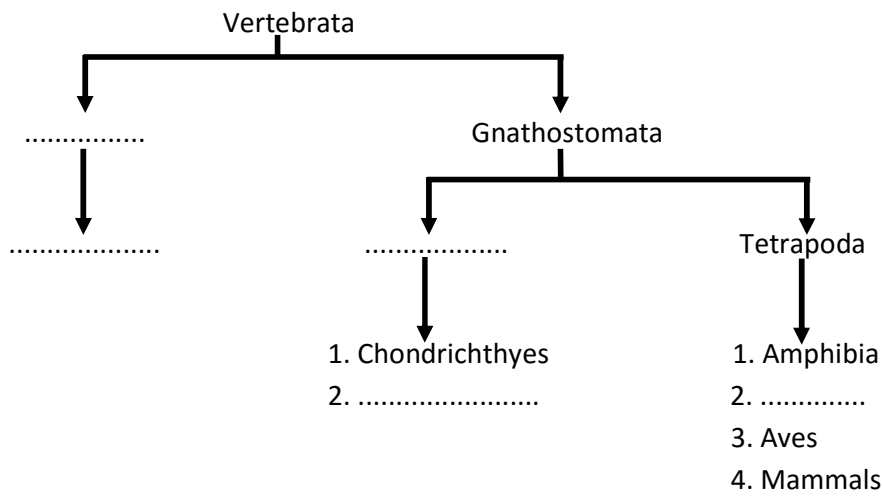 Vertebrata
................ Gnathostomata
.................... ................... Tetrapoda
1. Chondrichthyes 1. Amphibia
2. ........................ 2. ..............
3. Aves
4. Mammals